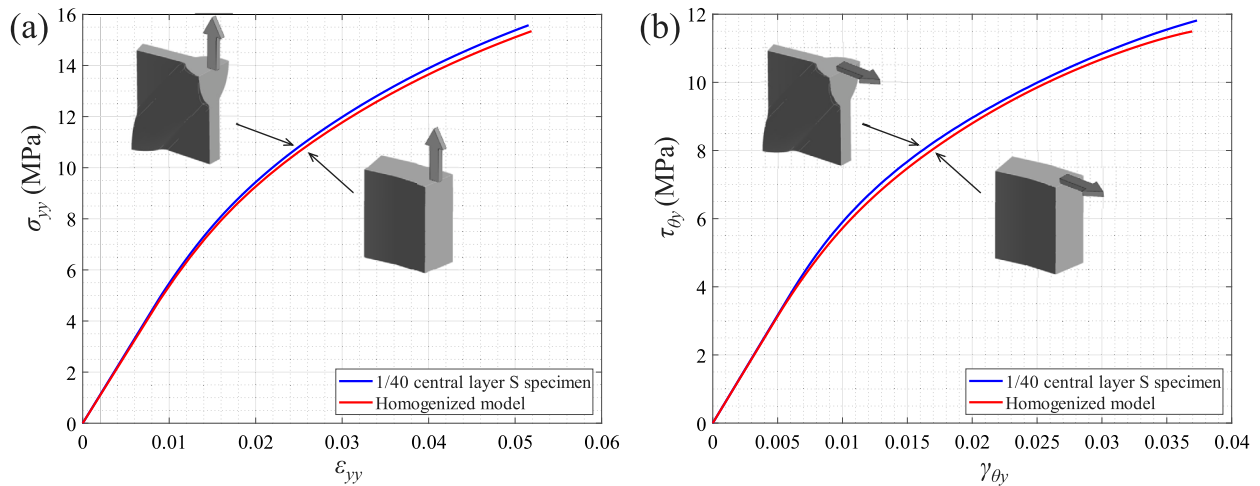 (a)
σyy (MPa)
16
14
12
10
8
6
4
2
0
0 0.01 0.02 0.03 0.04 0.05 0.06
εyy
1/40 central layer S specimen
Homogenized model
(b)
τθy (MPa)
12
10
8
6
4
2
0
0 0.005 0.01 0.015 0.02 0.025 0.03 0.035 0.04
γθy
1/40 central layer S specimen
Homogenized model